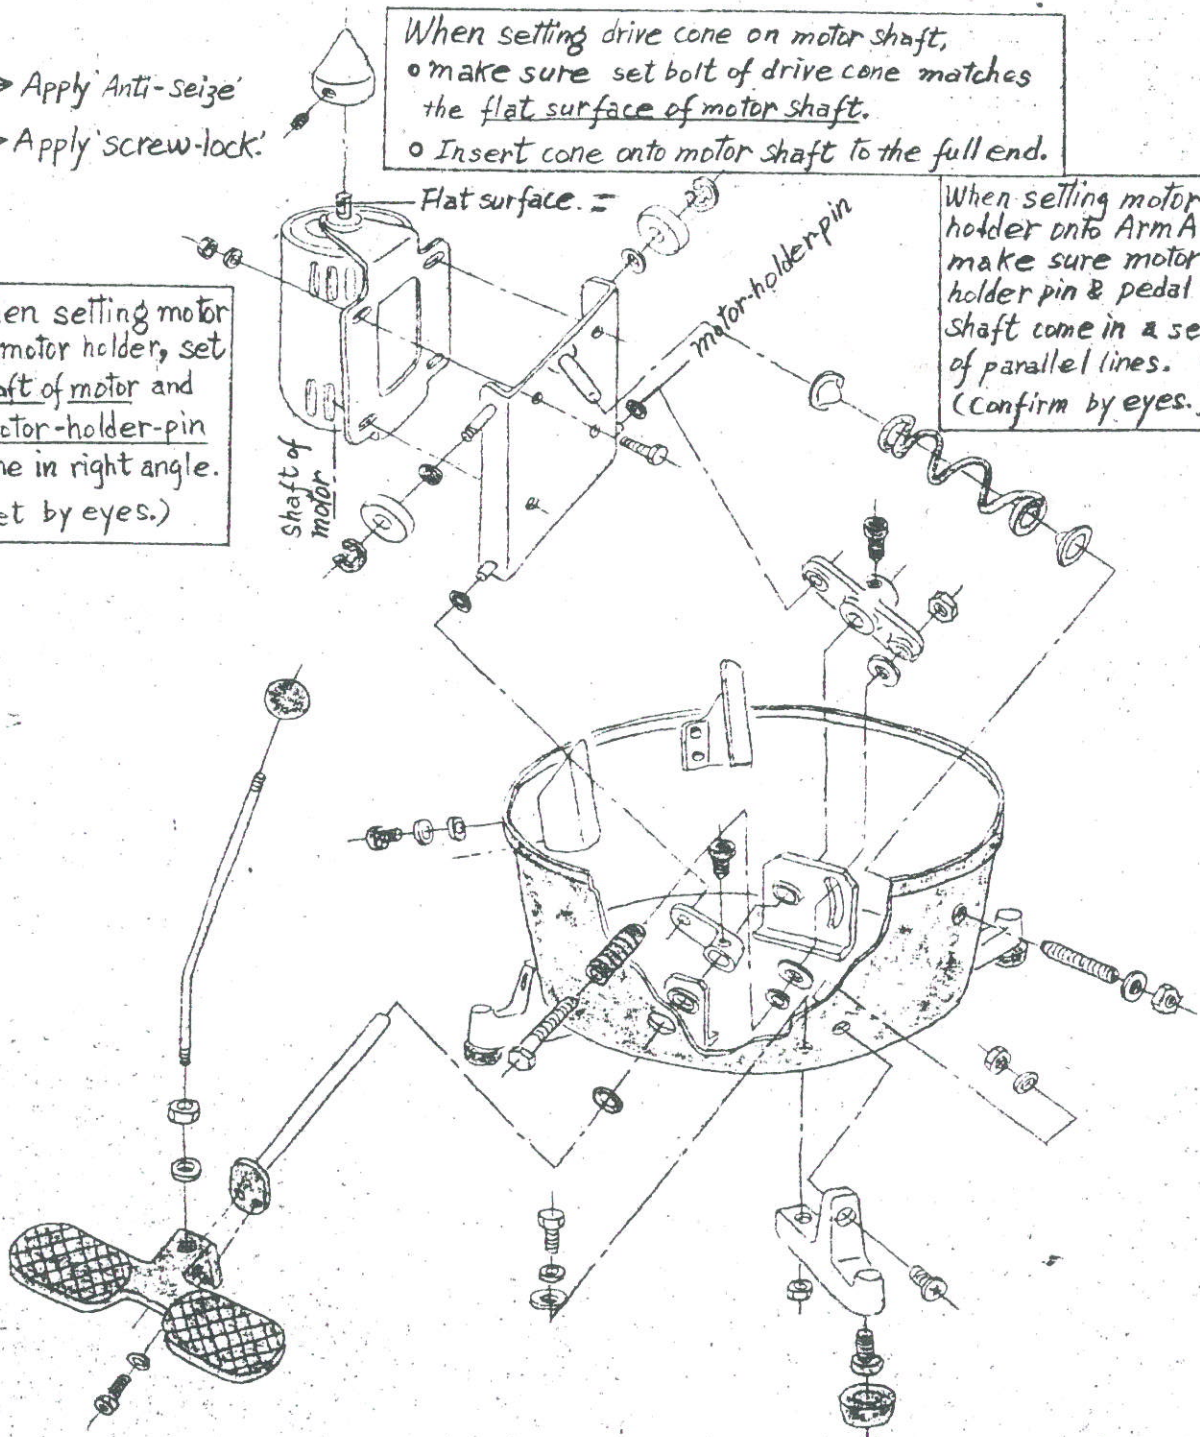 Apply 'Anti-seize'
Apply 'screw-lock.'
When setting drive cone on motor shaft,
• make sure set bolt of drive cone matches
the flat surface of motor shaft.
• Insert cone onto motor shaft to the full end.
Flat surface.
motor-holder-pin
When setting motor
holder onto Arm A
make sure motor
holder pin & pedal
shaft come in a se
of parallel lines.
(Confirm by eyes.
en setting motor
motor holder, set
aft of motor and
otor-holder-pin
me in right angle.
et by eyes.)
shaft of
motor